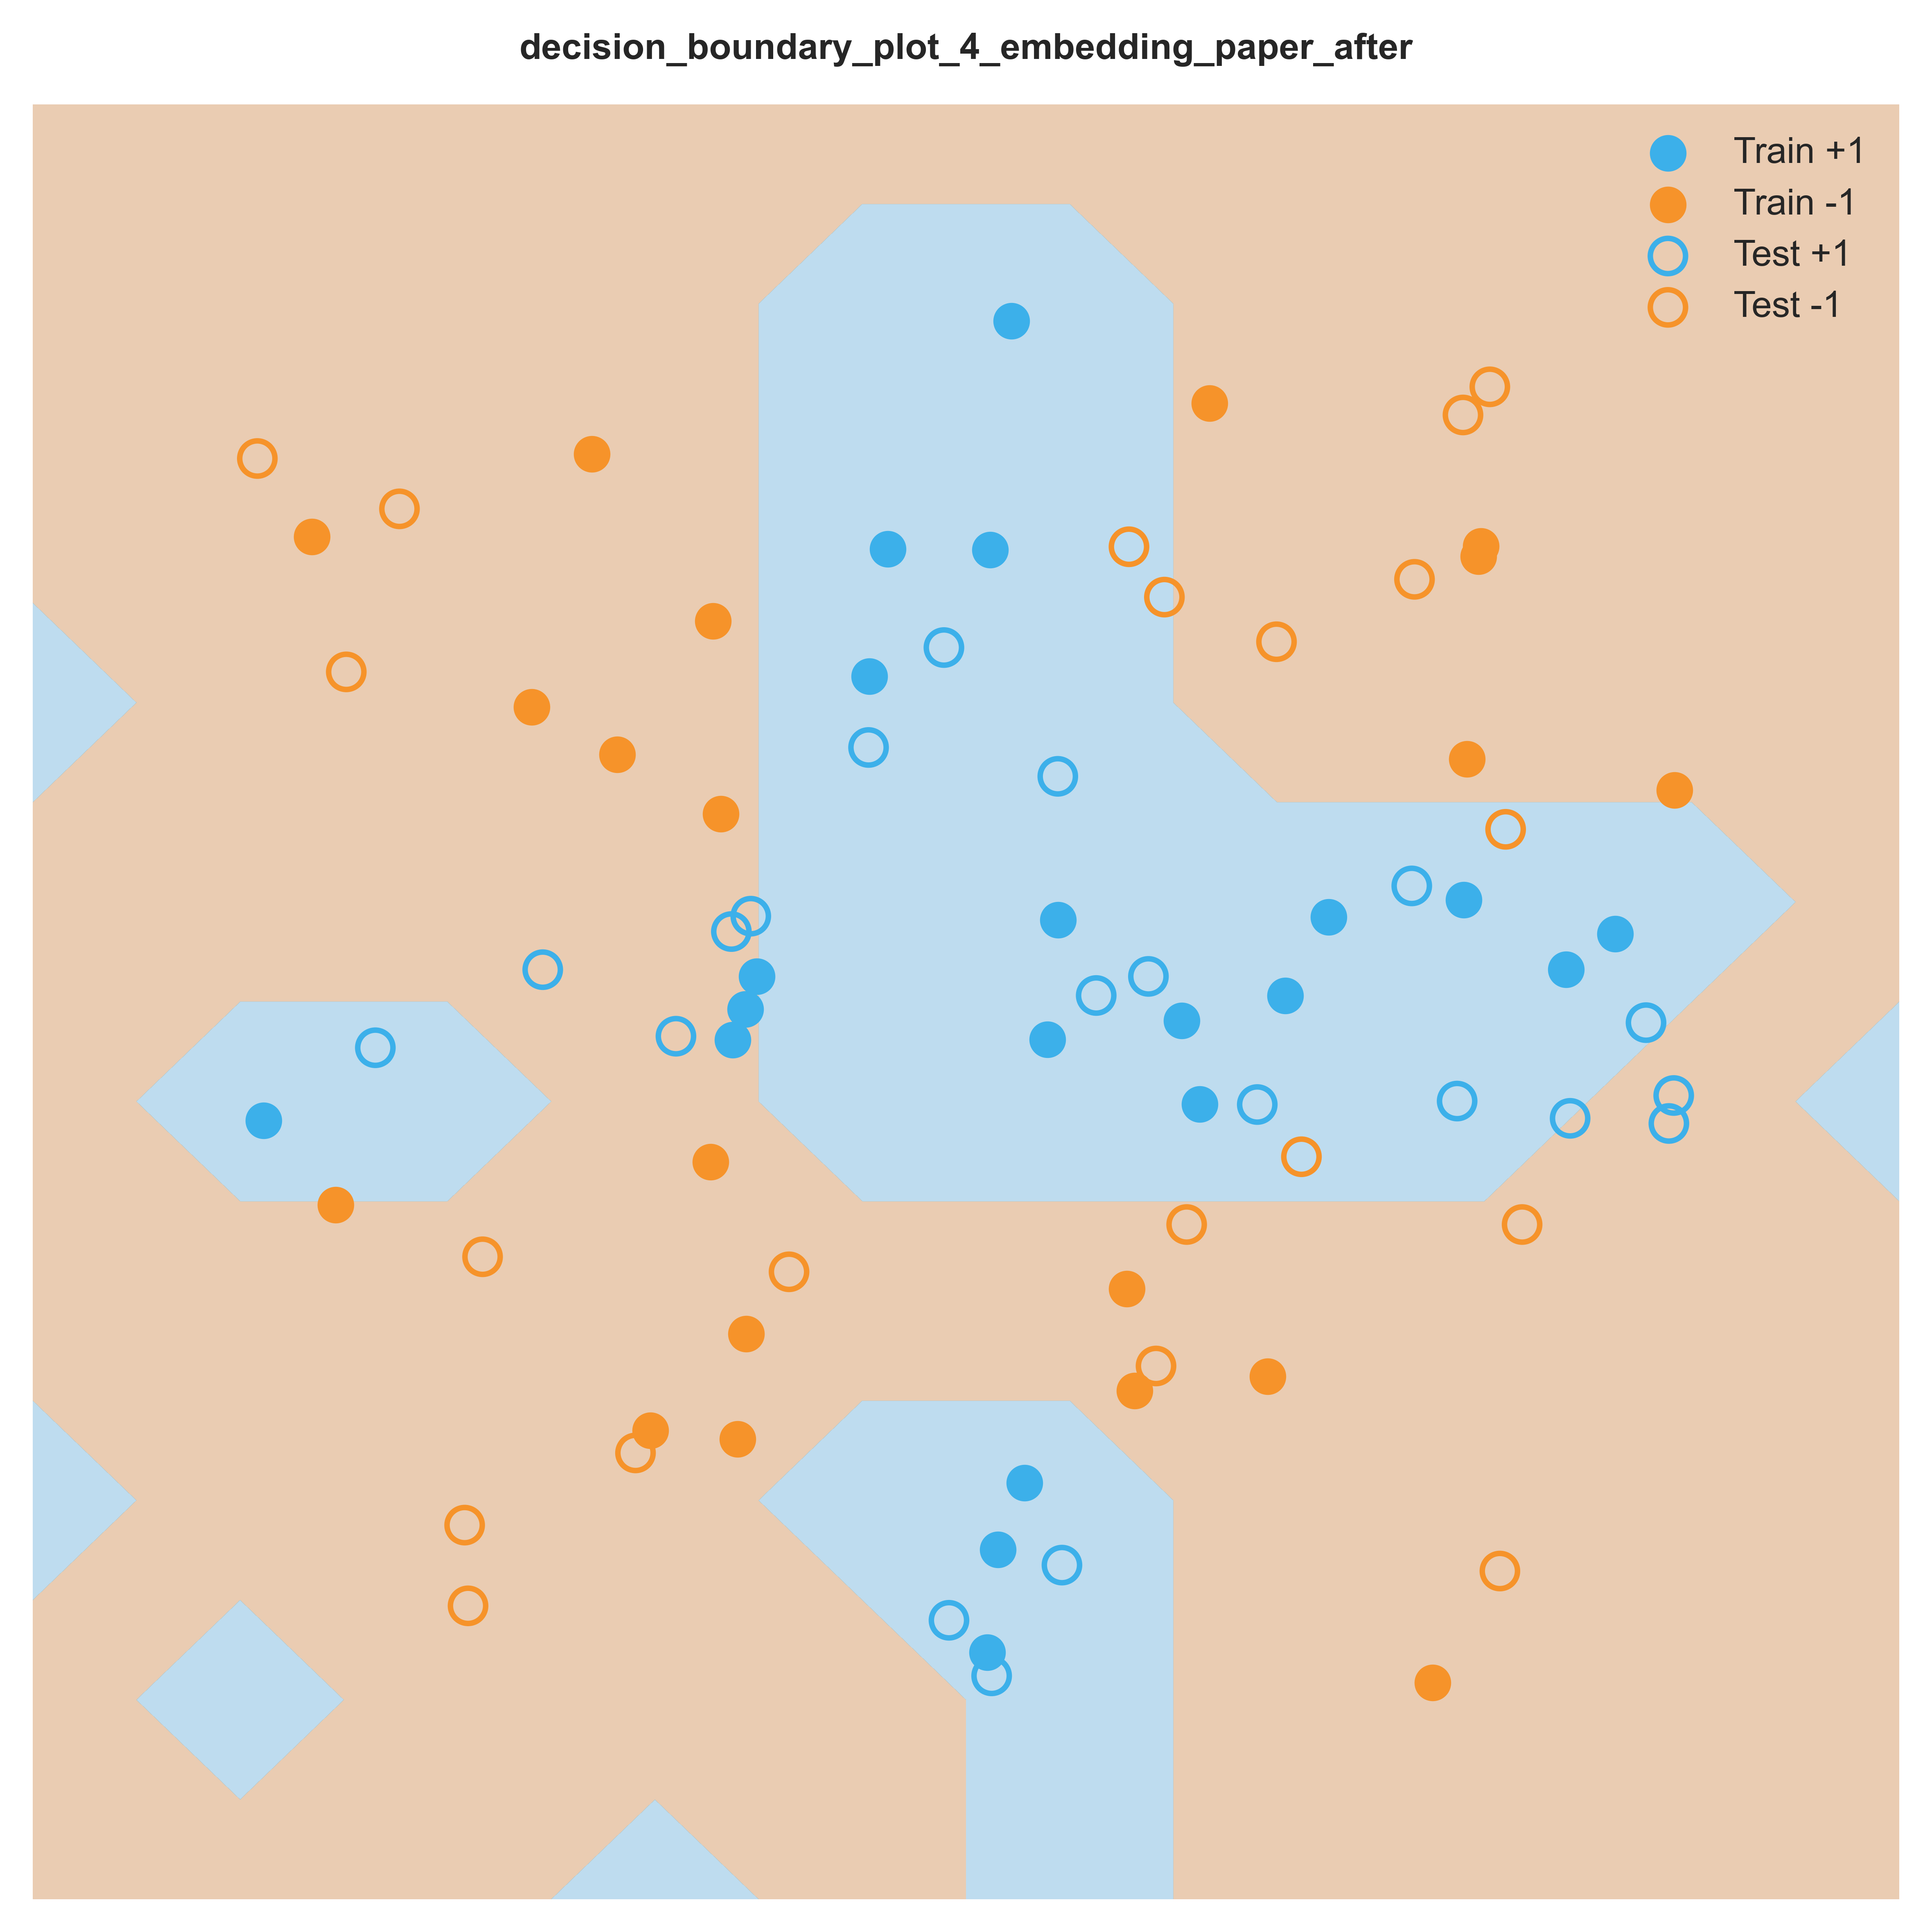 decision_boundary_plot_4_embedding_paper_after
Train +1
Train -1
Test +1
Test -1